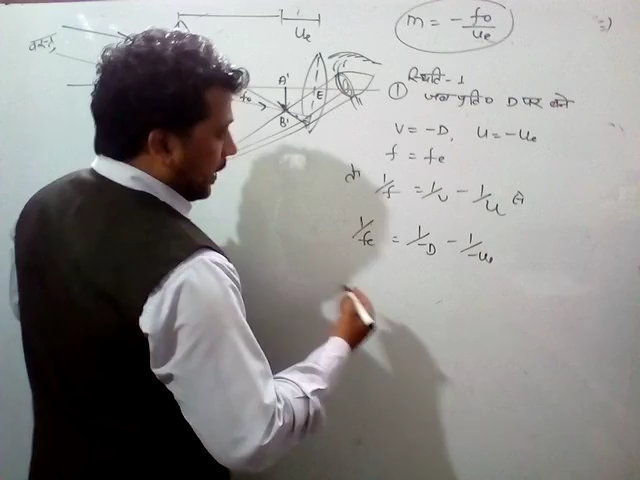 m = - fo/ue
ue
वस्तु
A'
fo
E
B'
स्थिति-1
① जब प्रति० D पर बने
v = -D, u = -ue
f = fe
1/f = 1/v - 1/u से
1/fe = 1/-D - 1/-ue